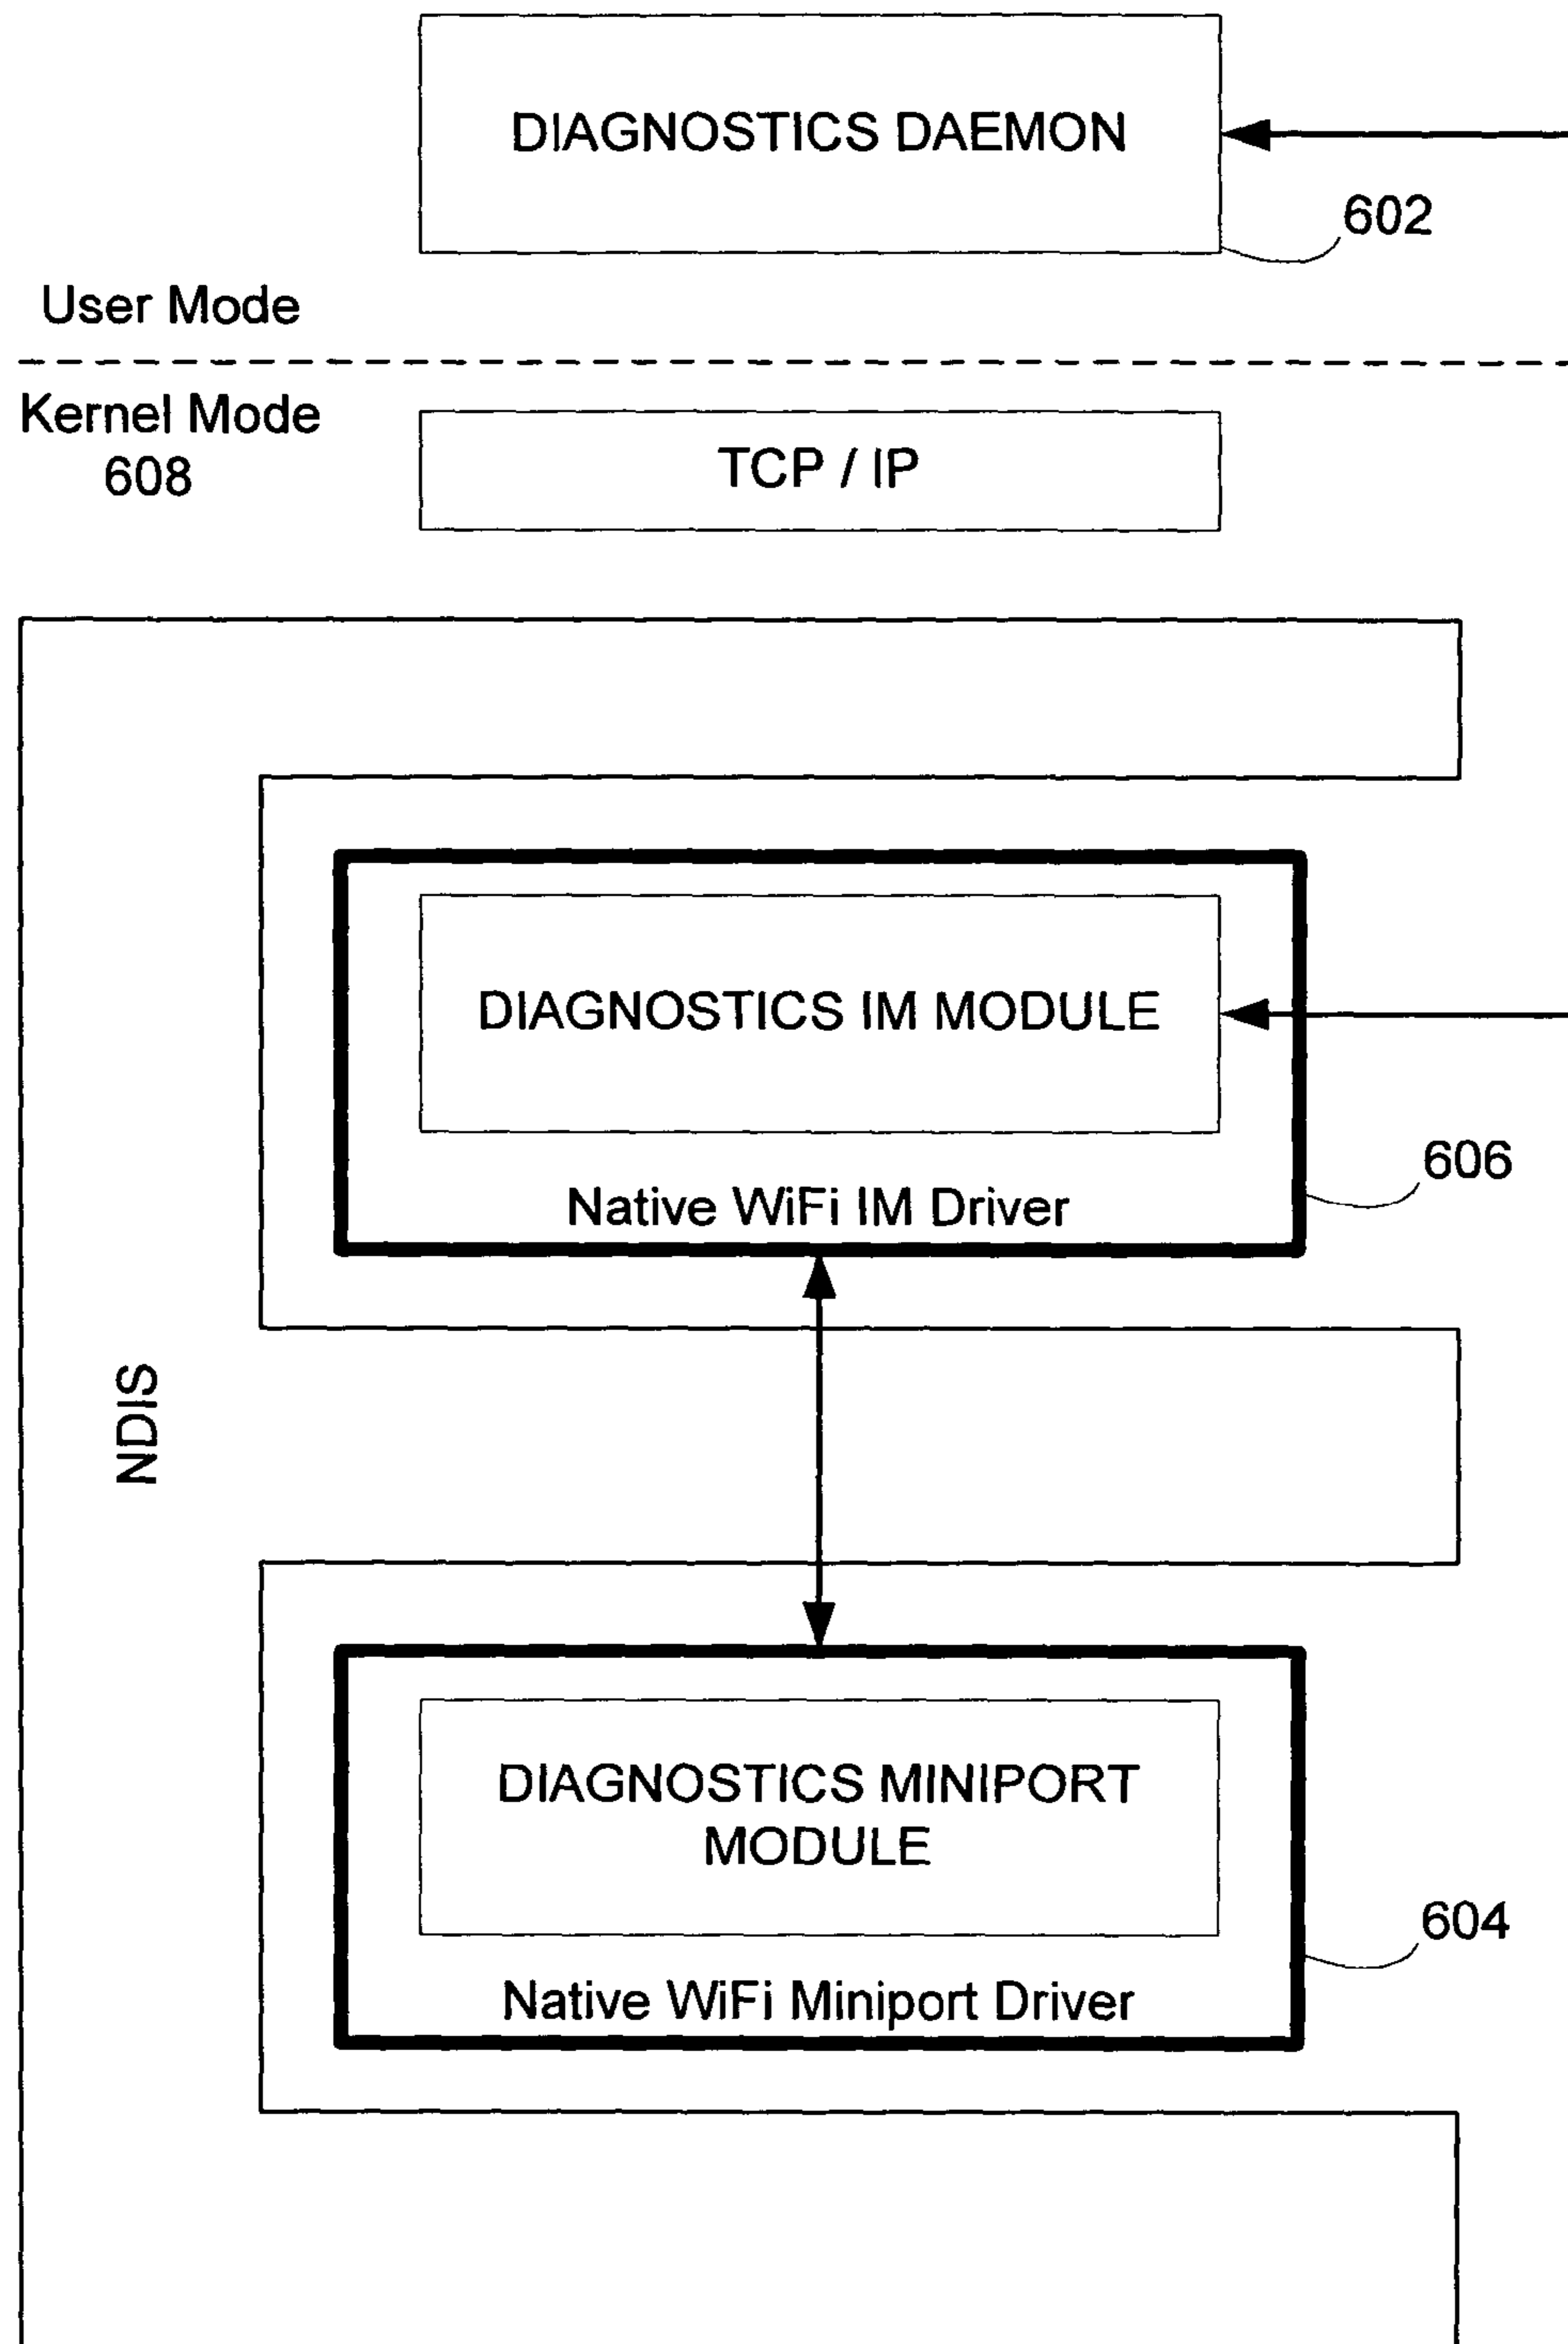 DIAGNOSTICS DAEMON
602
User Mode
Kernel Mode
608
TCP / IP
DIAGNOSTICS IM MODULE
606
Native WiFi IM Driver
NDIS
DIAGNOSTICS MINIPORT
MODULE
604
Native WiFi Miniport Driver